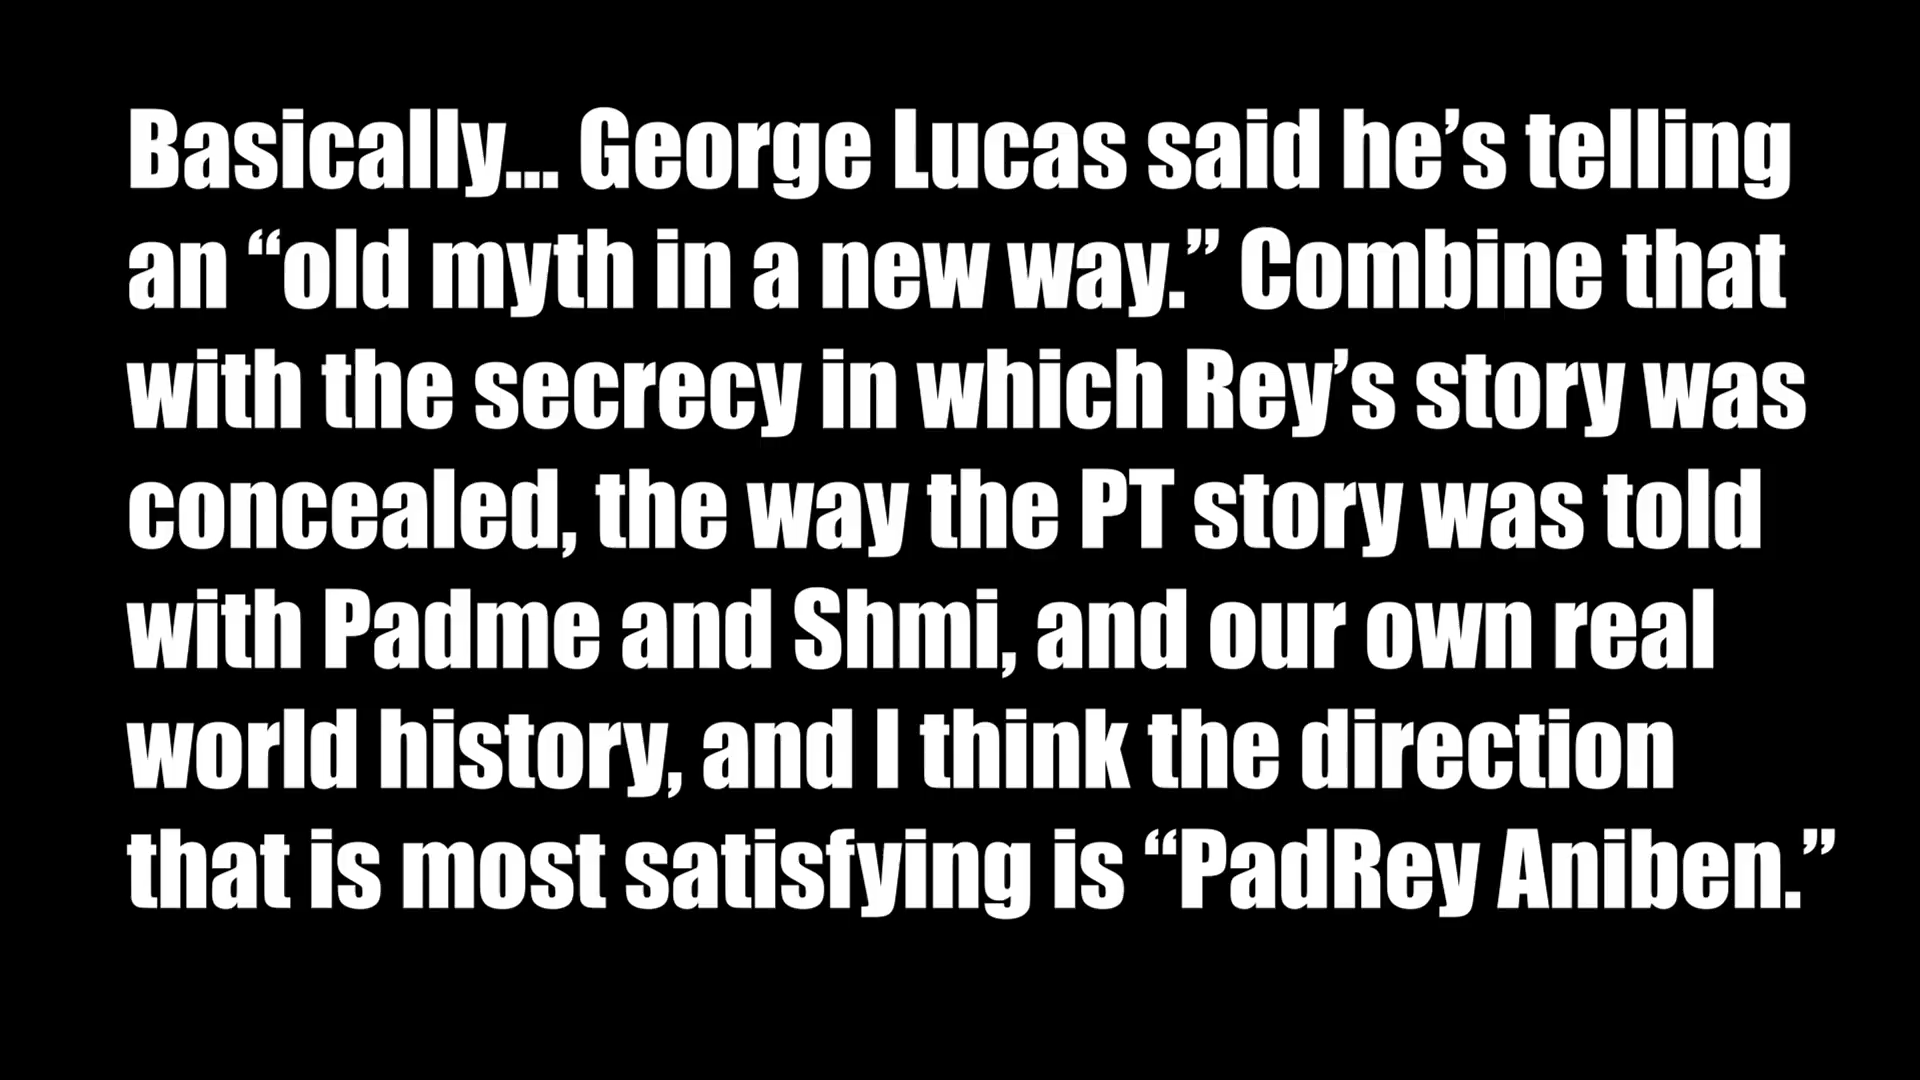 Basically... George Lucas said he’s telling
an “old myth in a new way.” Combine that
with the secrecy in which Rey’s story was
concealed, the way the PT story was told
with Padme and Shmi, and our own real
world history, and I think the direction
that is most satisfying is “PadRey Aniben.”